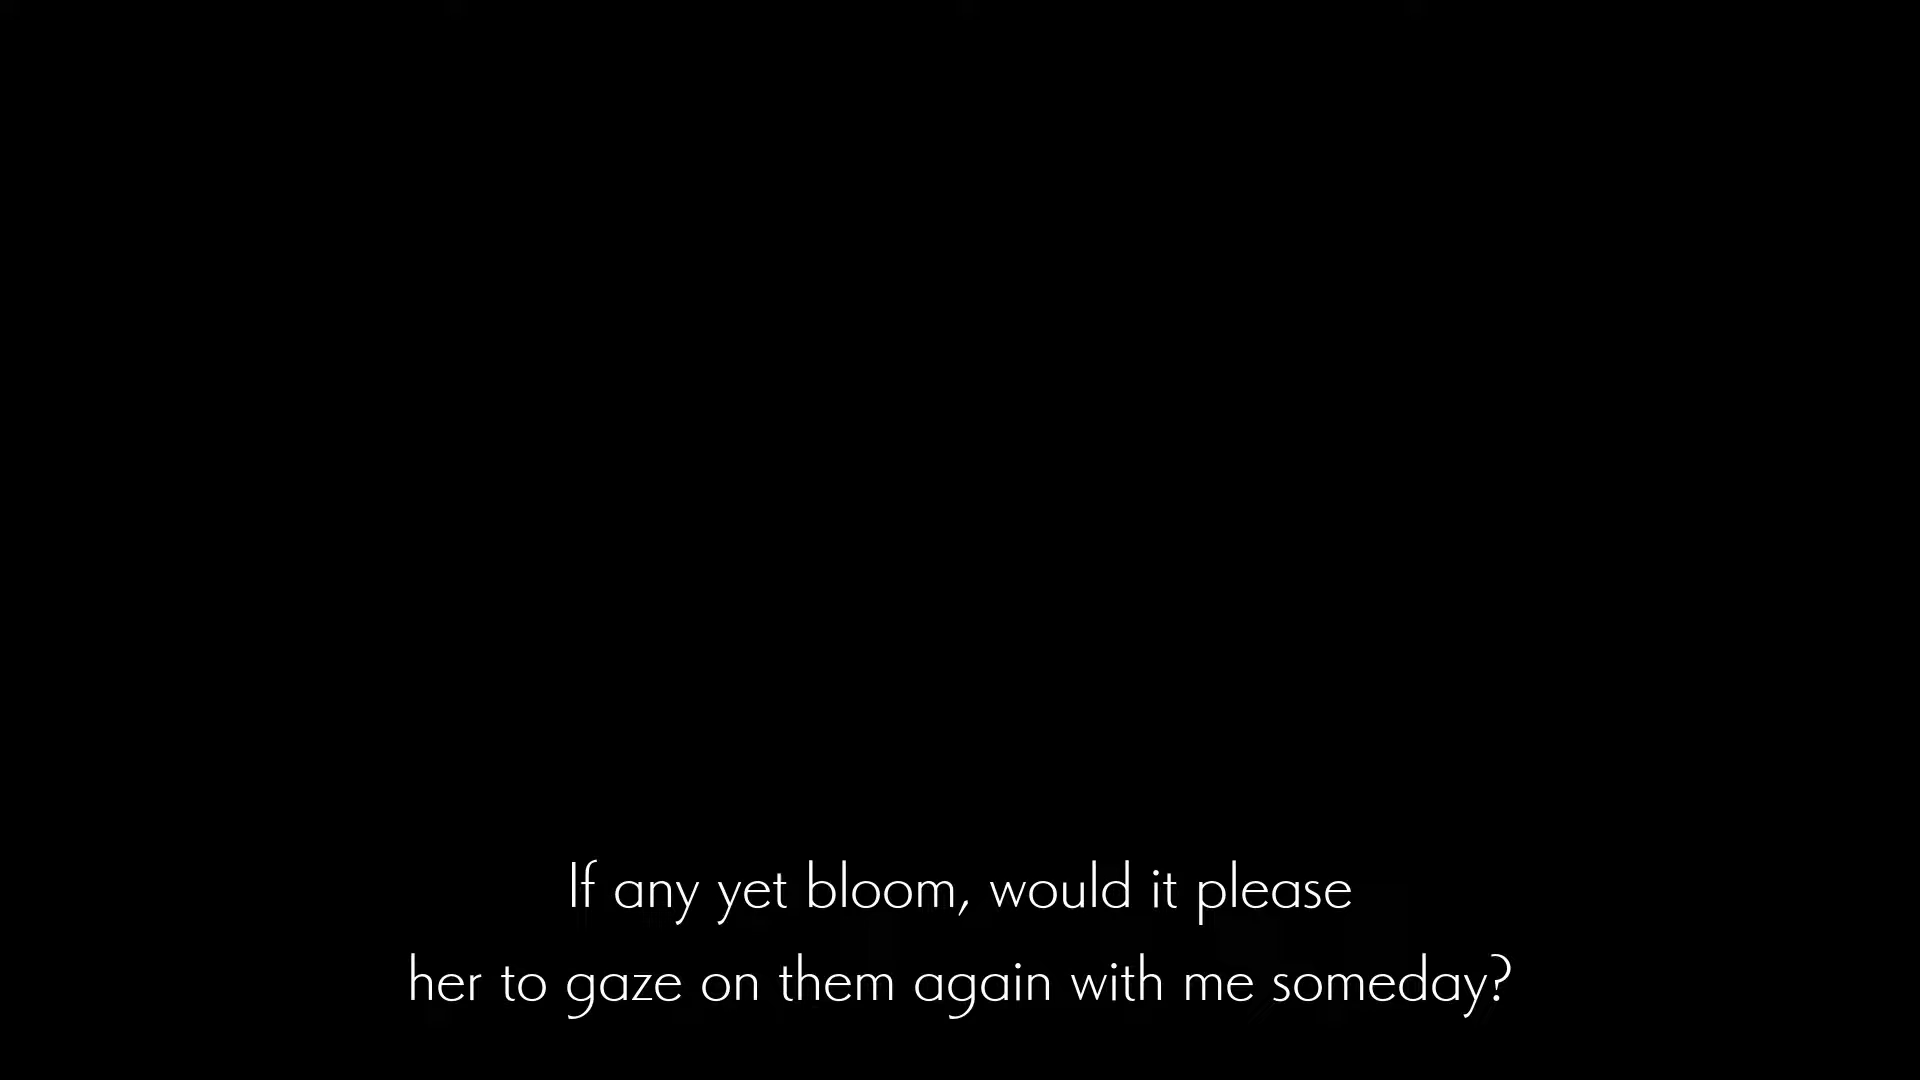 If any yet bloom, would it please
her to gaze on them again with me someday?